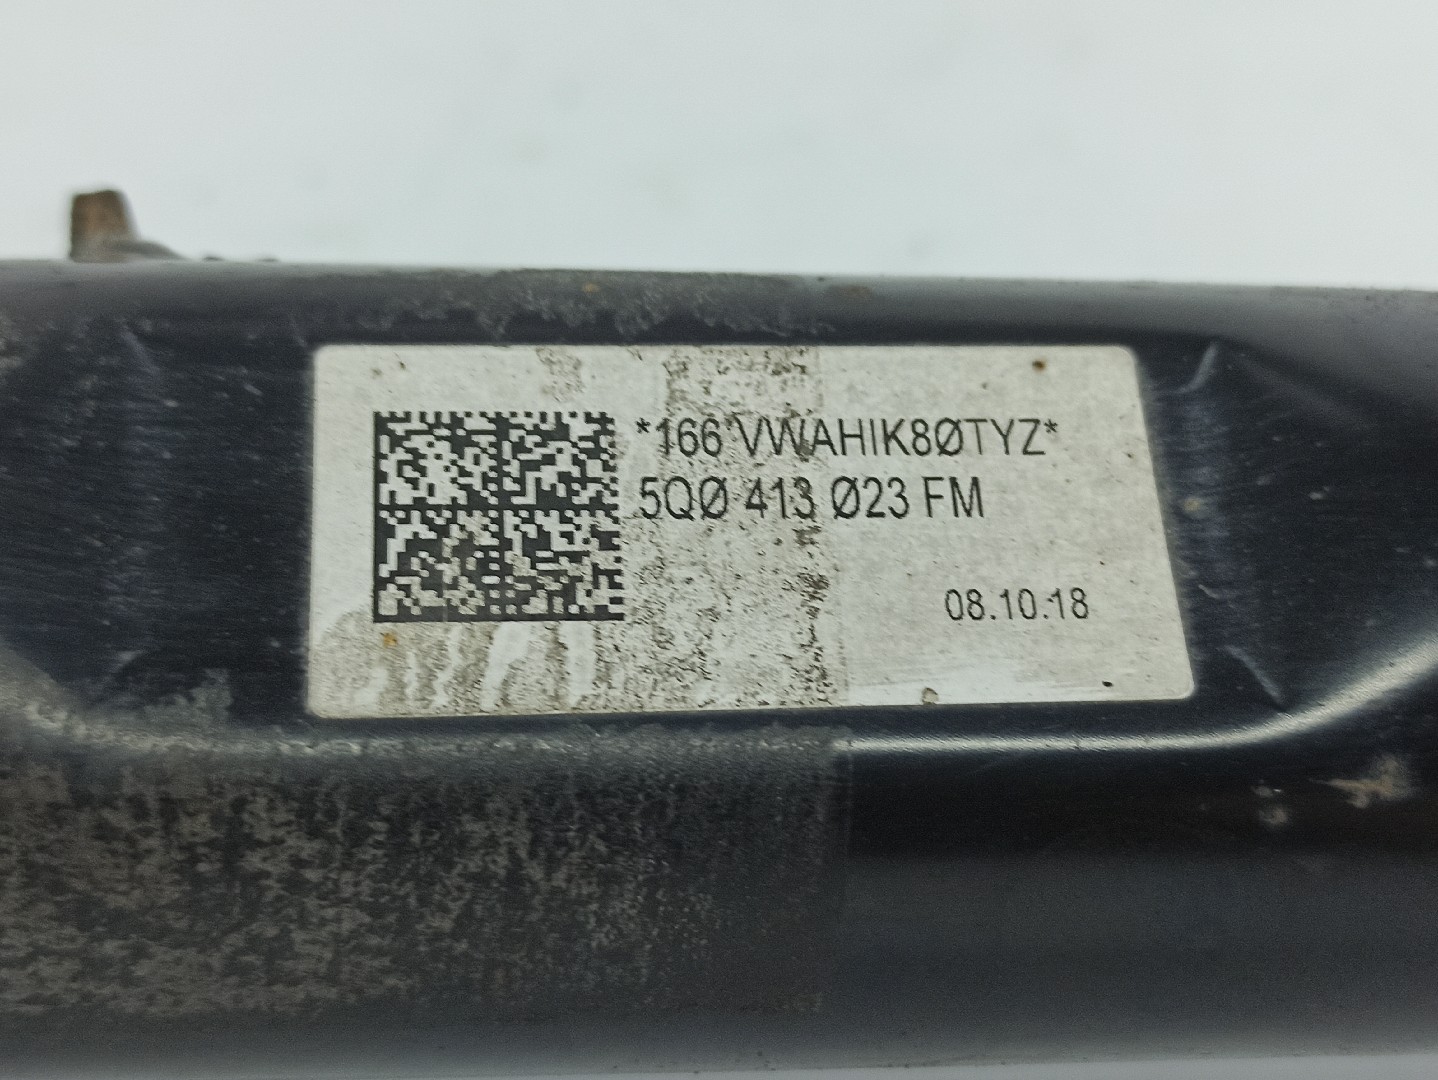 *166 VWAHIK8ØTYZ*
5QØ 413 Ø23 FM
08.10.18